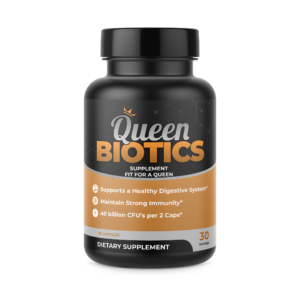 Queen
BIOTICS
SUPPLEMENT
FIT FOR A QUEEN
Supports a Healthy Digestive System*
Maintain Strong Immunity*
40 billion CFU's per 2 Caps*
DIETARY SUPPLEMENT
30